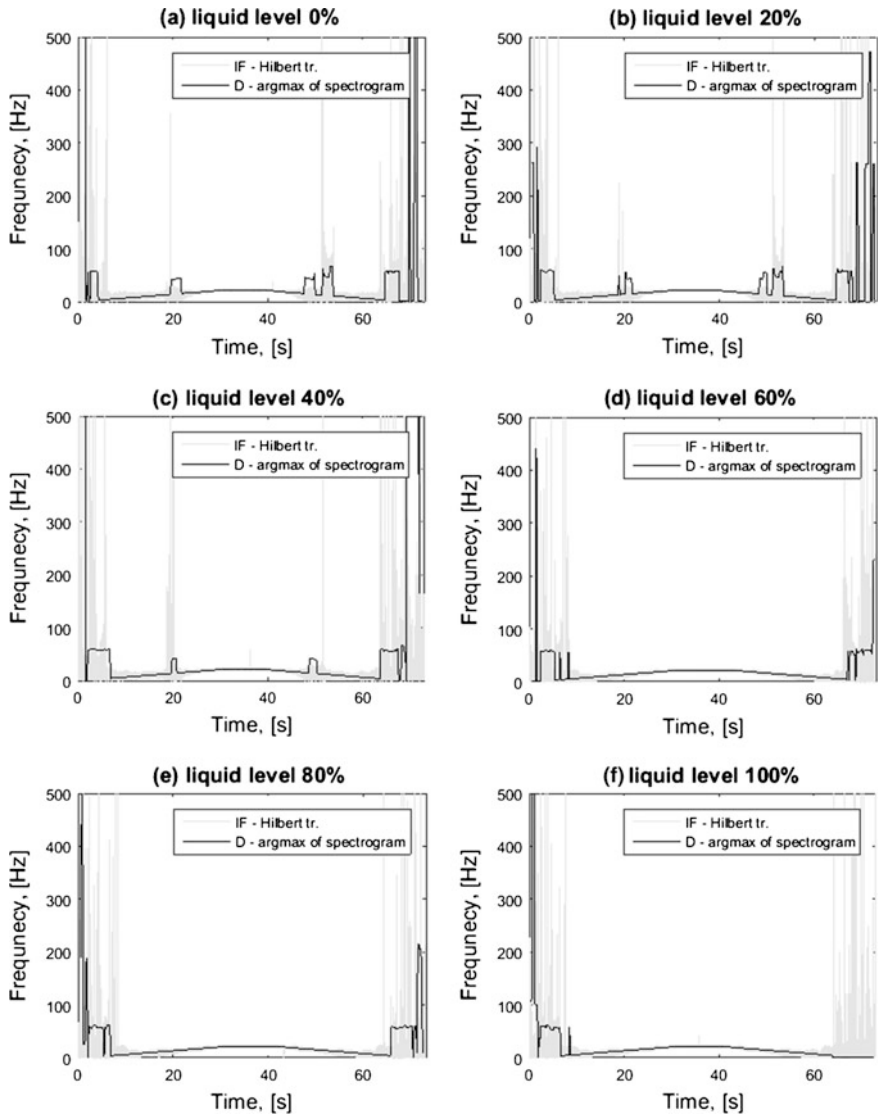 (a) liquid level 0%
500
400
300
200
100
0
Frequnecy, [Hz]
IF - Hilbert tr.
D - argmax of spectrogram
0
20
40
60
Time, [s]
(b) liquid level 20%
500
400
300
200
100
0
Frequnecy, [Hz]
IF - Hilbert tr.
D - argmax of spectrogram
0
20
40
60
Time, [s]
(c) liquid level 40%
500
400
300
200
100
0
Frequnecy, [Hz]
IF - Hilbert tr.
D - argmax of spectrogram
0
20
40
60
Time, [s]
(d) liquid level 60%
500
400
300
200
100
0
Frequnecy, [Hz]
IF - Hilbert tr.
D - argmax of spectrogram
0
20
40
60
Time, [s]
(e) liquid level 80%
500
400
300
200
100
0
Frequnecy, [Hz]
IF - Hilbert tr.
D - argmax of spectrogram
0
20
40
60
Time, [s]
(f) liquid level 100%
500
400
300
200
100
0
Frequnecy, [Hz]
IF - Hilbert tr.
D - argmax of spectrogram
0
20
40
60
Time, [s]